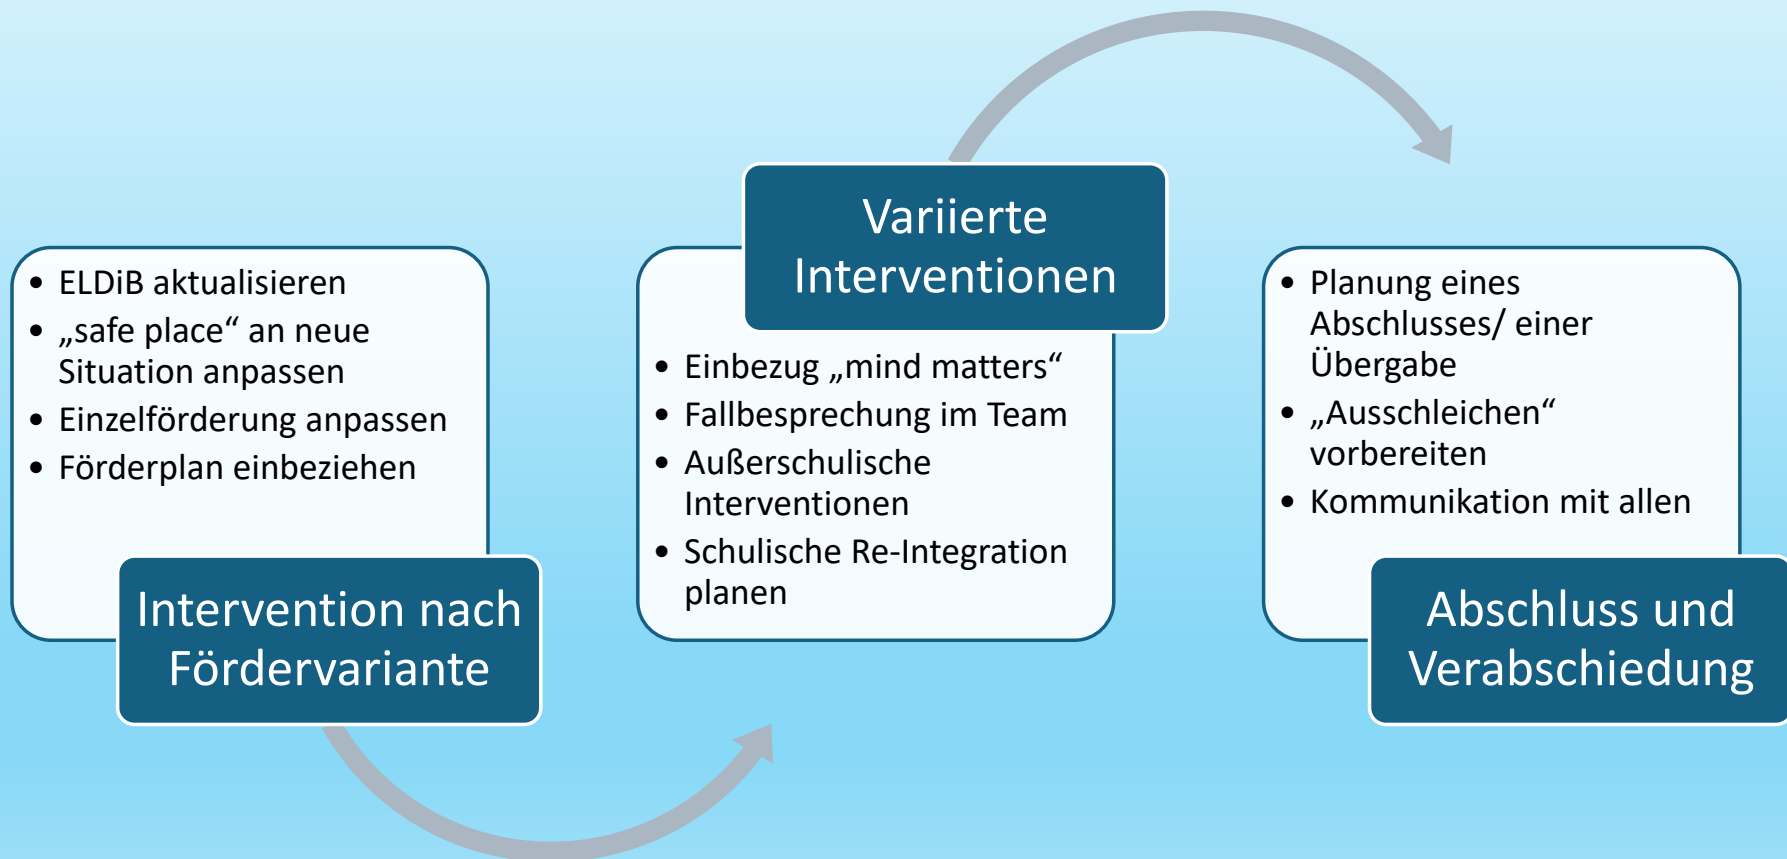 • ELDiB aktualisieren
• „safe place“ an neue
Situation anpassen
• Einzelförderung anpassen
• Förderplan einbeziehen
Intervention nach
Fördervariante
Variierte
Interventionen
• Einbezug „mind matters“
• Fallbesprechung im Team
• Außerschulische
Interventionen
• Schulische Re-Integration
planen
• Planung eines
Abschlusses/ einer
Übergabe
• „Ausschleichen“
vorbereiten
• Kommunikation mit allen
Abschluss und
Verabschiedung